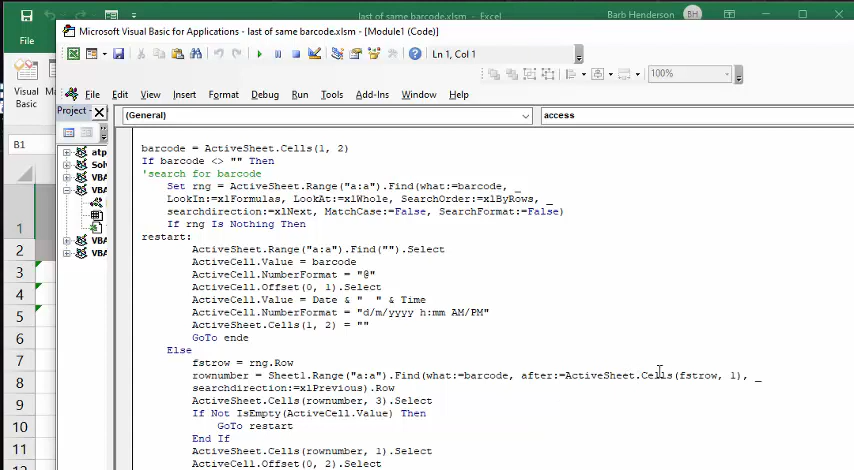 last of same barcode.xlsm - Excel
Barb Henderson
BH
File
Microsoft Visual Basic for Applications - last of same barcode.xlsm - [Module1 (Code)]
Ln 1, Col 1
Visual
Basic
100%
File Edit View Insert Format Debug Run Tools Add-Ins Window Help
Project -
(General)
access
B1
atp
Solv
VBA
VBA
VBA
VBA
1
2
3
4
5
6
7
8
9
10
11
barcode = ActiveSheet.Cells(1, 2)
If barcode <> "" Then
'search for barcode
Set rng = ActiveSheet.Range("a:a").Find(what:=barcode, _
LookIn:=xlFormulas, LookAt:=xlWhole, SearchOrder:=xlByRows, _
searchdirection:=xlNext, MatchCase:=False, SearchFormat:=False)
If rng Is Nothing Then
restart:
ActiveSheet.Range("a:a").Find("").Select
ActiveCell.Value = barcode
ActiveCell.NumberFormat = "@"
ActiveCell.Offset(0, 1).Select
ActiveCell.Value = Date & "  " & Time
ActiveCell.NumberFormat = "d/m/yyyy h:mm AM/PM"
ActiveSheet.Cells(1, 2) = ""
GoTo ende
Else
fstrow = rng.Row
rownumber = Sheet1.Range("a:a").Find(what:=barcode, after:=ActiveSheet.Cells(fstrow, 1), _
searchdirection:=xlPrevious).Row
ActiveSheet.Cells(rownumber, 3).Select
If Not IsEmpty(ActiveCell.Value) Then
GoTo restart
End If
ActiveSheet.Cells(rownumber, 1).Select
ActiveCell.Offset(0, 2).Select